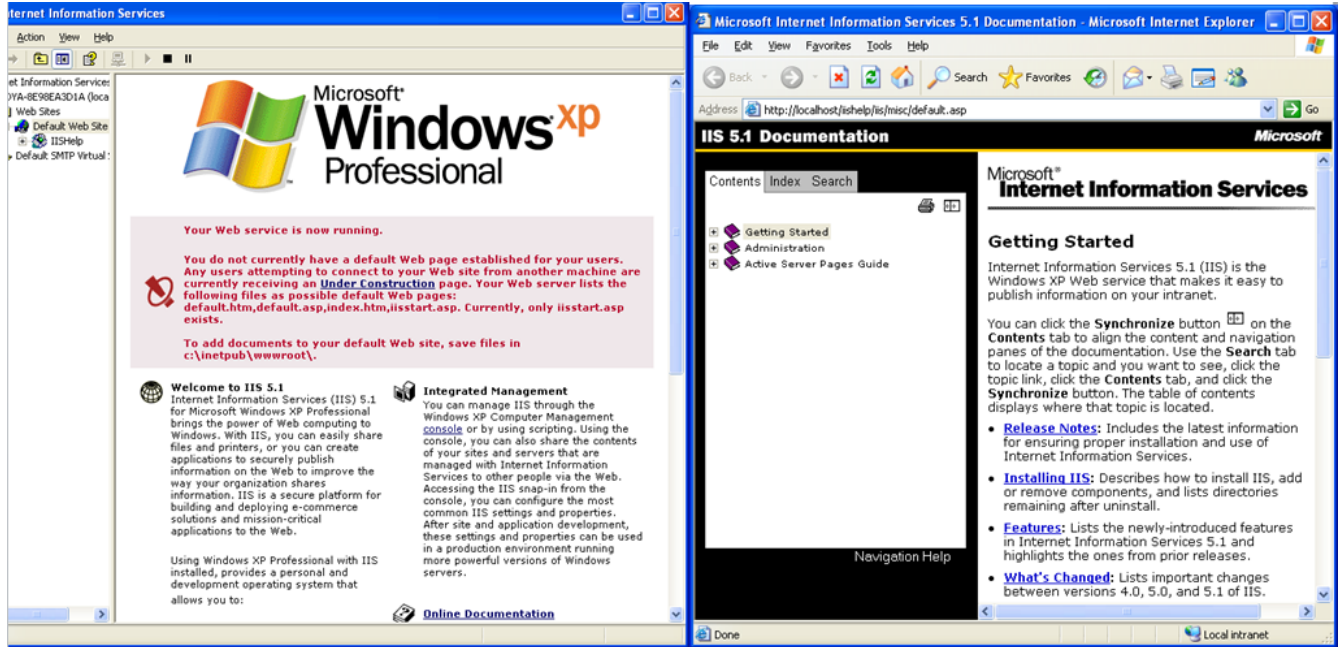 ternet Information Services
Action View Help
et Information Services
OYA-8E98EA3D1A (loca
Web Sites
Default Web Site
IISHelp
Default SMTP Virtual
Microsoft
Windows xp
Professional
Your Web service is now running.
You do not currently have a default Web page established for your users.
Any users attempting to connect to your Web site from another machine are
currently receiving an Under Construction page. Your Web server lists the
following files as possible default Web pages:
default.htm,default.asp,index.htm,iisstart.asp. Currently, only iisstart.asp
exists.
To add documents to your default Web site, save files in
c:\inetpub\wwwroot\.
Welcome to IIS 5.1
Internet Information Services (IIS) 5.1
for Microsoft Windows XP Professional
brings the power of Web computing to
Windows. With IIS, you can easily share
files and printers, or you can create
applications to securely publish
information on the Web to improve the
way your organization shares
information. IIS is a secure platform for
building and deploying e-commerce
solutions and mission-critical
applications to the Web.
Using Windows XP Professional with IIS
installed, provides a personal and
development operating system that
allows you to:
Integrated Management
You can manage IIS through the
Windows XP Computer Management
console or by using scripting. Using the
console, you can also share the contents
of your sites and servers that are
managed with Internet Information
Services to other people via the Web.
Accessing the IIS snap-in from the
console, you can configure the most
common IIS settings and properties.
After site and application development,
these settings and properties can be used
in a production environment running
more powerful versions of Windows
servers.
Online Documentation
Microsoft Internet Information Services 5.1 Documentation - Microsoft Internet Explorer
File Edit View Favorites Tools Help
Back Search Favorites
Address http://localhost/iishelp/iis/misc/default.asp Go
IIS 5.1 Documentation Microsoft
Contents Index Search
Getting Started
Administration
Active Server Pages Guide
Navigation Help
Microsoft®
Internet Information Services
Getting Started
Internet Information Services 5.1 (IIS) is the
Windows XP Web service that makes it easy to
publish information on your intranet.
You can click the Synchronize button on the
Contents tab to align the content and navigation
panes of the documentation. Use the Search tab
to locate a topic and you want to see, click the
topic link, click the Contents tab, and click the
Synchronize button. The table of contents
displays where that topic is located.
• Release Notes: Includes the latest information
for ensuring proper installation and use of
Internet Information Services.
• Installing IIS: Describes how to install IIS, add
or remove components, and lists directories
remaining after uninstall.
• Features: Lists the newly-introduced features
in Internet Information Services 5.1 and
highlights the ones from prior releases.
• What's Changed: Lists important changes
between versions 4.0, 5.0, and 5.1 of IIS.
Done Local intranet